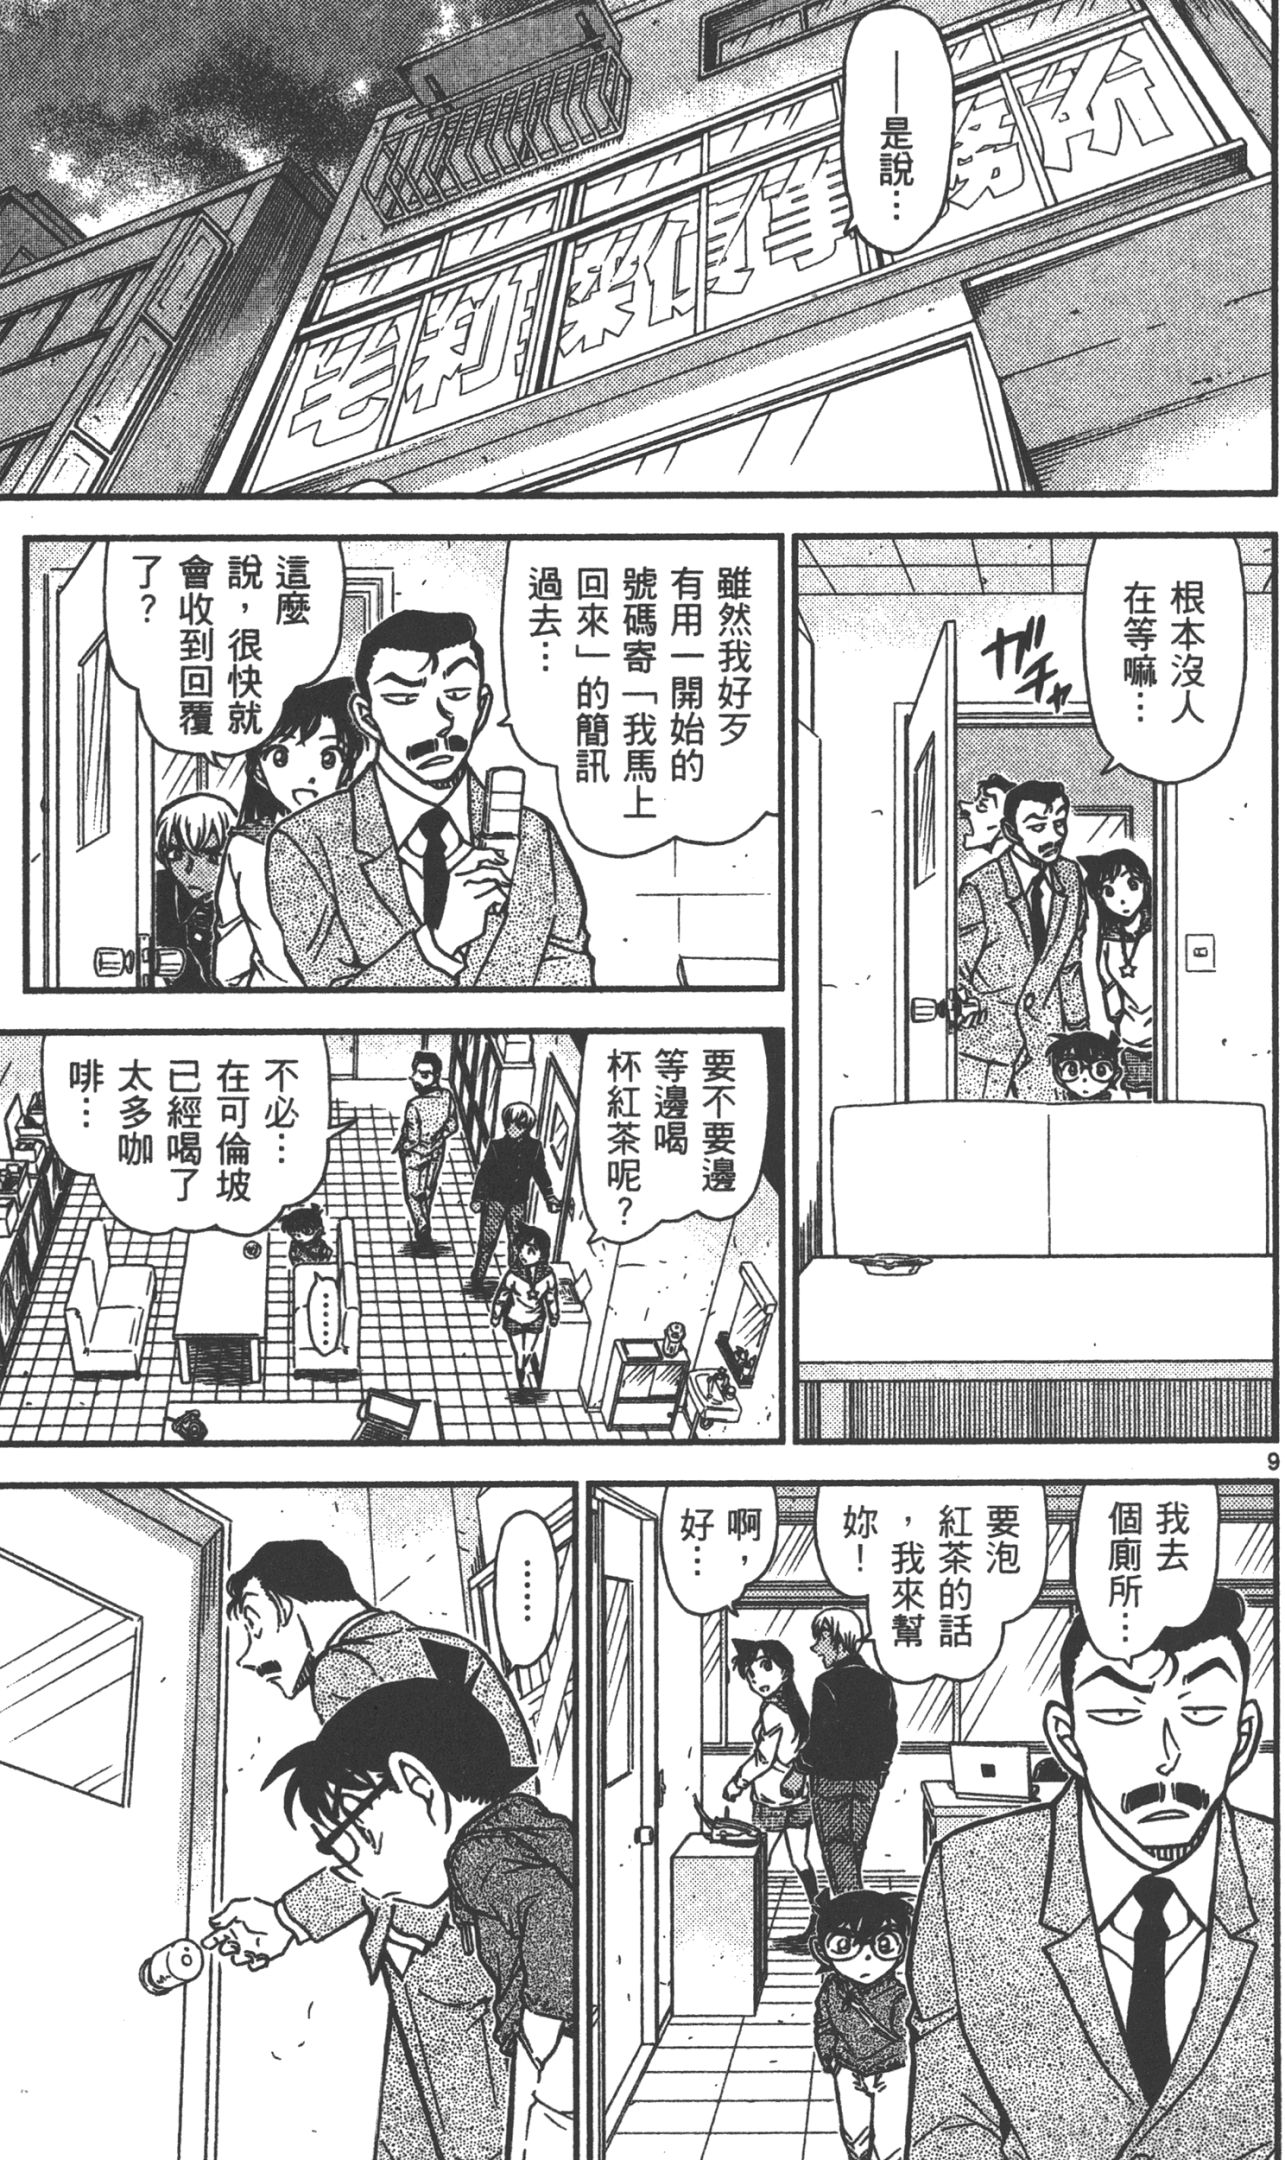 ——是說…
毛利偵探事務所
根本沒人
在等嘛…
ガチャ
雖然我好歹
有用一開始的
號碼寄「我馬上
回來」的簡訊
過去…
這麼
說，很快就
會收到回覆
了？
要不要邊
等邊喝
杯紅茶呢？
不必…
在可倫坡
已經喝了
太多咖
啡…
……
9
我去
個廁所…
要泡
紅茶的話
，我來幫
妳！
啊，
好…
……